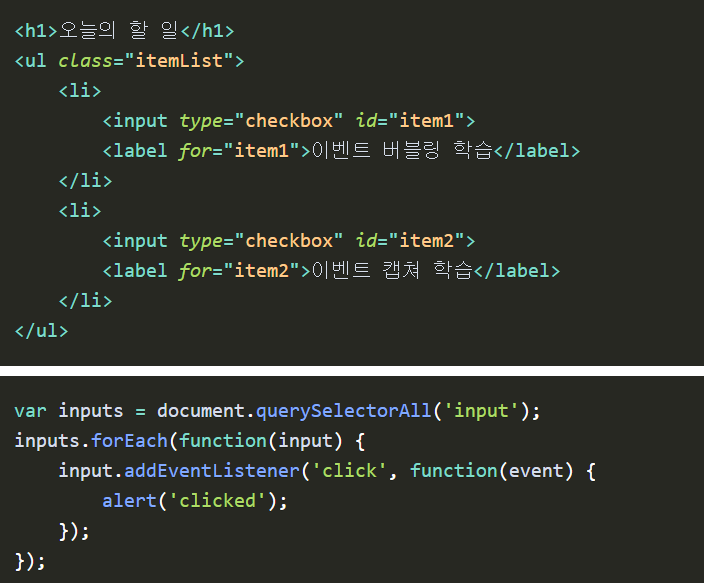 <h1>오늘의 할 일</h1>
<ul class="itemList">
    <li>
        <input type="checkbox" id="item1">
        <label for="item1">이벤트 버블링 학습</label>
    </li>
    <li>
        <input type="checkbox" id="item2">
        <label for="item2">이벤트 캡쳐 학습</label>
    </li>
</ul>
var inputs = document.querySelectorAll('input');
inputs.forEach(function(input) {
    input.addEventListener('click', function(event) {
        alert('clicked');
    });
});